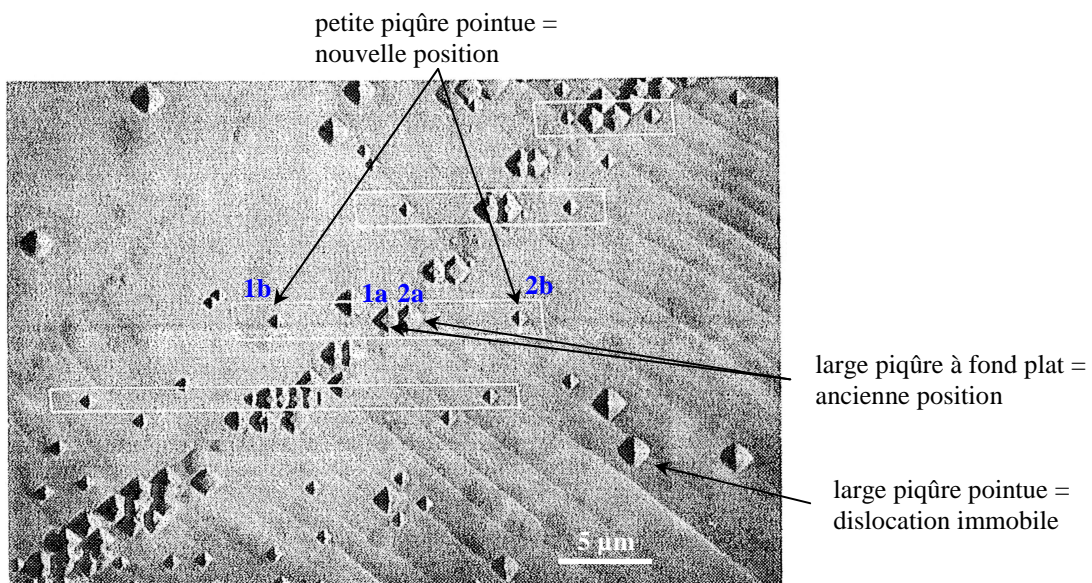 petite piqûre pointue =
nouvelle position
1b
1a 2a
2b
large piqûre à fond plat =
ancienne position
large piqûre pointue =
dislocation immobile
5 µm